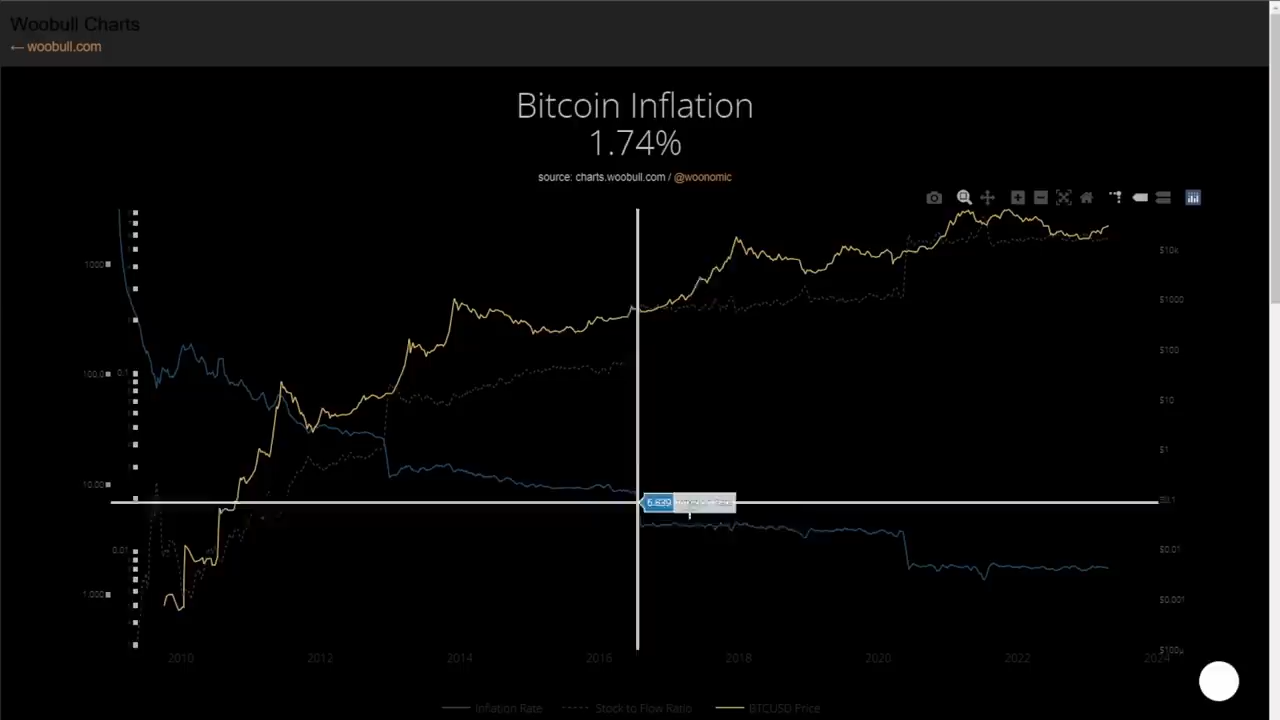 Woobull Charts
← woobull.com
Bitcoin Inflation
1.74%
source: charts.woobull.com / @woonomic
1000
100.0
10.00
1.000
0.1
0.01
$10k
$1000
$100
$10
$1
$0.01
$0.001
$100µ
6.639
2010 2012 2014 2016 2018 2020 2022 2024
Inflation Rate Stock to Flow Ratio BTCUSD Price